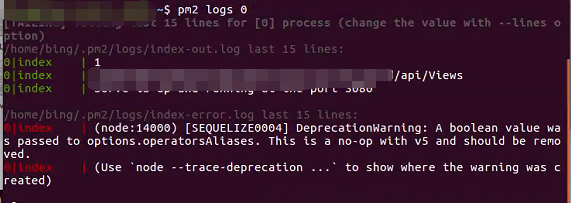 $ pm2 logs 0
[TAILING] Tailing last 15 lines for [0] process (change the value with --lines o
ption)
/home/bing/.pm2/logs/index-out.log last 15 lines:
0|index | 1
0|index | /api/Views
0|index | serve is up and running at the port 3080
/home/bing/.pm2/logs/index-error.log last 15 lines:
0|index | (node:14000) [SEQUELIZE0004] DeprecationWarning: A boolean value wa
s passed to options.operatorsAliases. This is a no-op with v5 and should be remo
ved.
0|index | (Use `node --trace-deprecation ...` to show where the warning was c
reated)